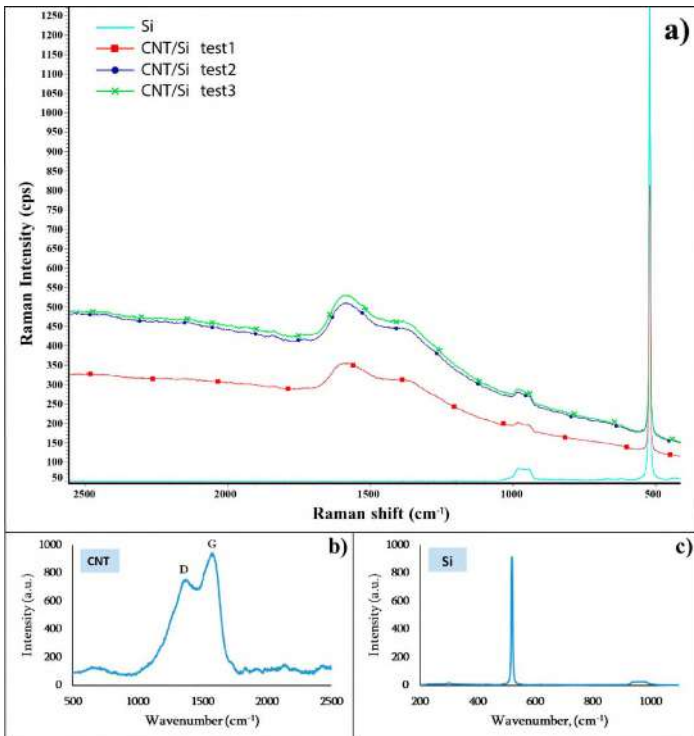 a)
Si
CNT/Si test1
CNT/Si test2
CNT/Si test3
1250
1200
1150
1100
1050
1000
950
900
850
800
750
700
650
600
550
500
450
400
350
300
250
200
150
100
50
Raman Intensity (cps)
2500 2000 1500 1000 500
Raman shift (cm-1)
b)
CNT
D
G
1000
800
600
400
200
0
Intensity (a.u.)
500 1000 1500 2000 2500
Wavenumber (cm-1)
c)
Si
1000
800
600
400
200
0
Intensity (a.u.)
200 400 600 800 1000
Wavenumber, (cm-1)